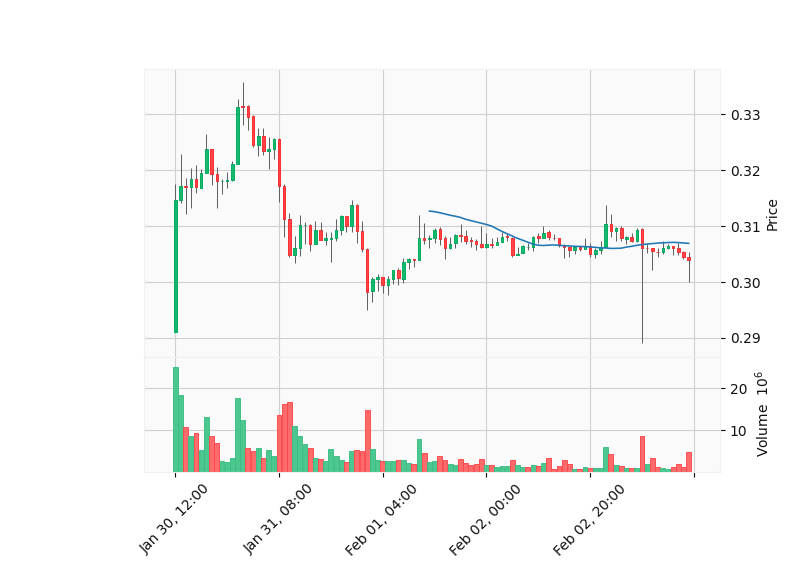 0.33
0.32
0.31
0.30
0.29
Price
20
10
Volume 10^6
Jan 30, 12:00
Jan 31, 08:00
Feb 01, 04:00
Feb 02, 00:00
Feb 02, 20:00